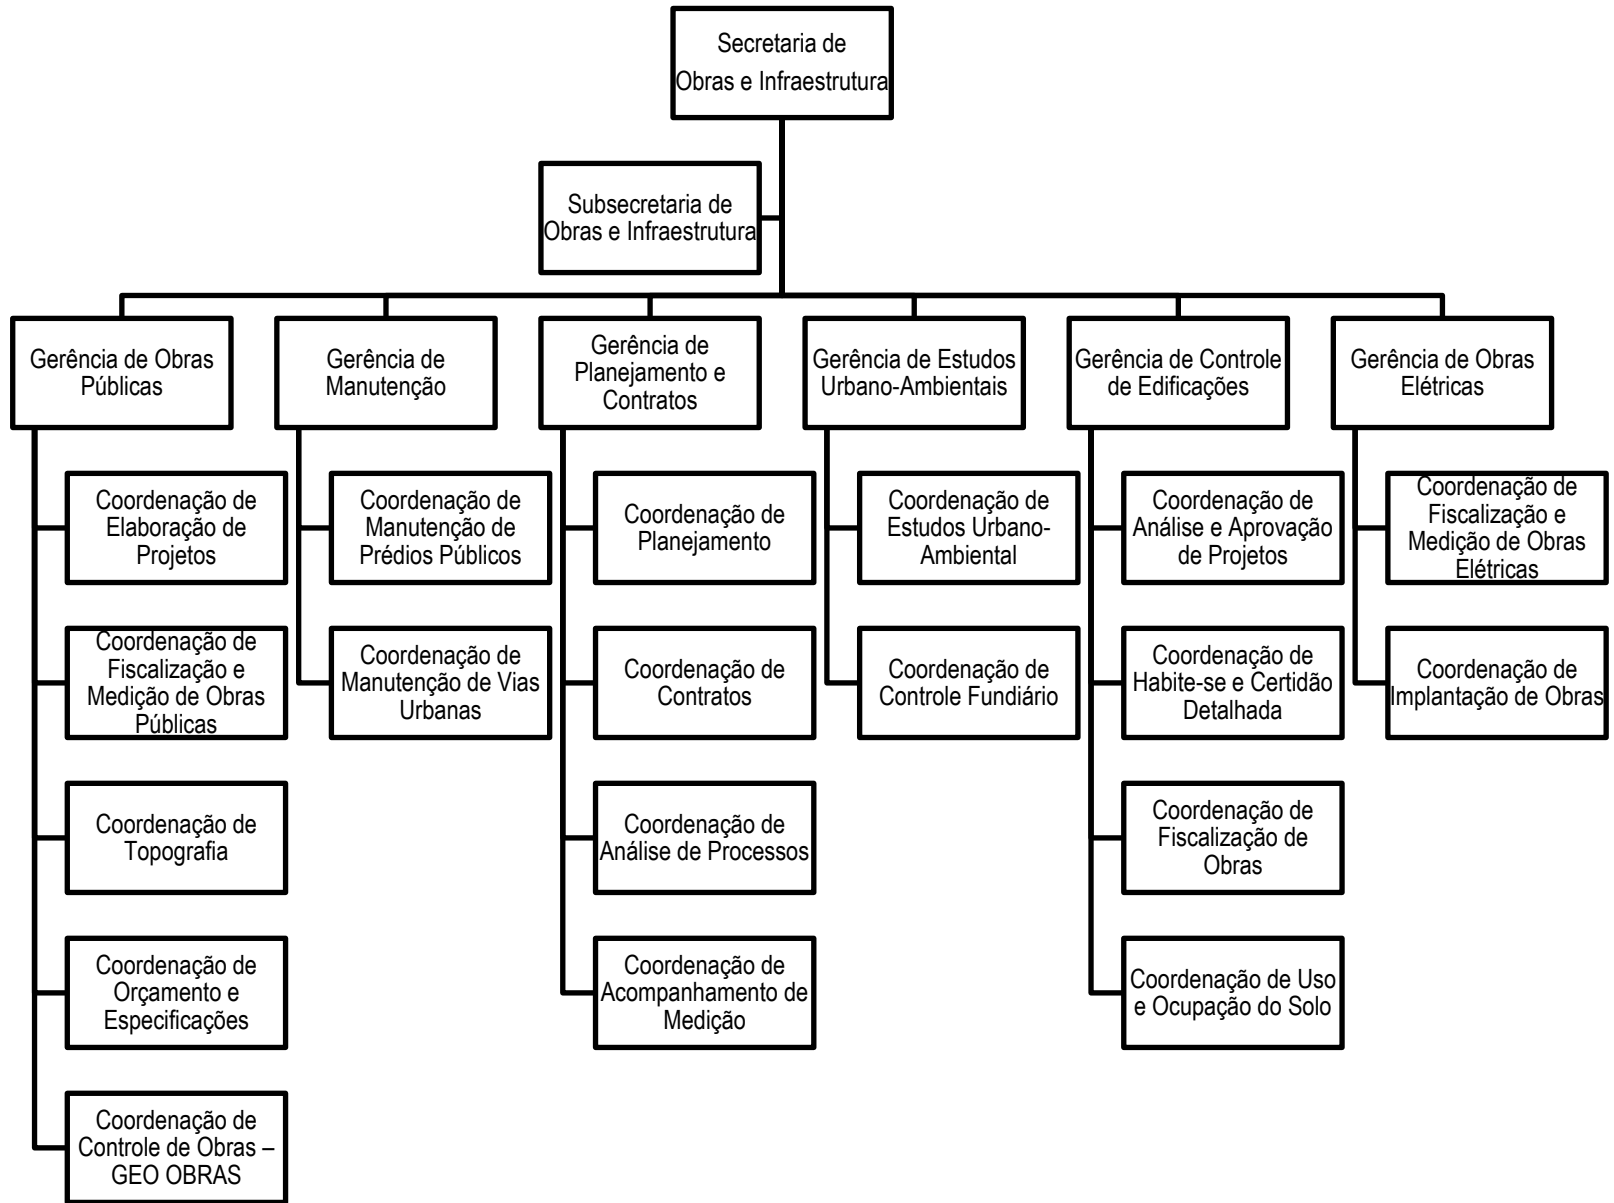 Secretaria de
Obras e Infraestrutura
Subsecretaria de
Obras e Infraestrutura
Gerência de Obras
Públicas
Gerência de
Manutenção
Gerência de
Planejamento e
Contratos
Gerência de Estudos
Urbano-Ambientais
Gerência de Controle
de Edificações
Gerência de Obras
Elétricas
Coordenação de
Elaboração de
Projetos
Coordenação de
Manutenção de
Prédios Públicos
Coordenação de
Planejamento
Coordenação de
Estudos Urbano-
Ambiental
Coordenação de
Análise e Aprovação
de Projetos
Coordenação de
Fiscalização e
Medição de Obras
Elétricas
Coordenação de
Fiscalização e
Medição de Obras
Públicas
Coordenação de
Manutenção de Vias
Urbanas
Coordenação de
Contratos
Coordenação de
Controle Fundiário
Coordenação de
Habite-se e Certidão
Detalhada
Coordenação de
Implantação de Obras
Coordenação de
Topografia
Coordenação de
Análise de Processos
Coordenação de
Fiscalização de
Obras
Coordenação de
Orçamento e
Especificações
Coordenação de
Acompanhamento de
Medição
Coordenação de Uso
e Ocupação do Solo
Coordenação de
Controle de Obras –
GEO OBRAS